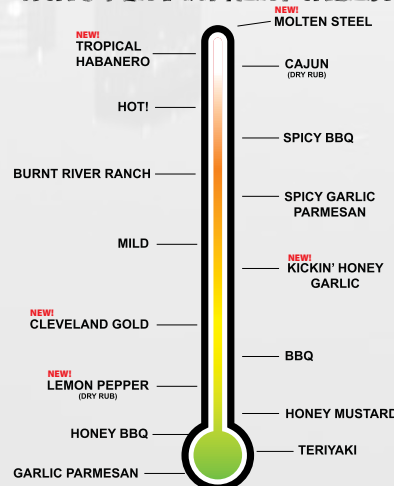 NEW!
MOLTEN STEEL
NEW!
TROPICAL
HABANERO
CAJUN
(DRY RUB)
HOT!
SPICY BBQ
BURNT RIVER RANCH
SPICY GARLIC
PARMESAN
MILD
NEW!
KICKIN' HONEY
GARLIC
NEW!
CLEVELAND GOLD
BBQ
NEW!
LEMON PEPPER
(DRY RUB)
HONEY MUSTARD
HONEY BBQ
TERIYAKI
GARLIC PARMESAN